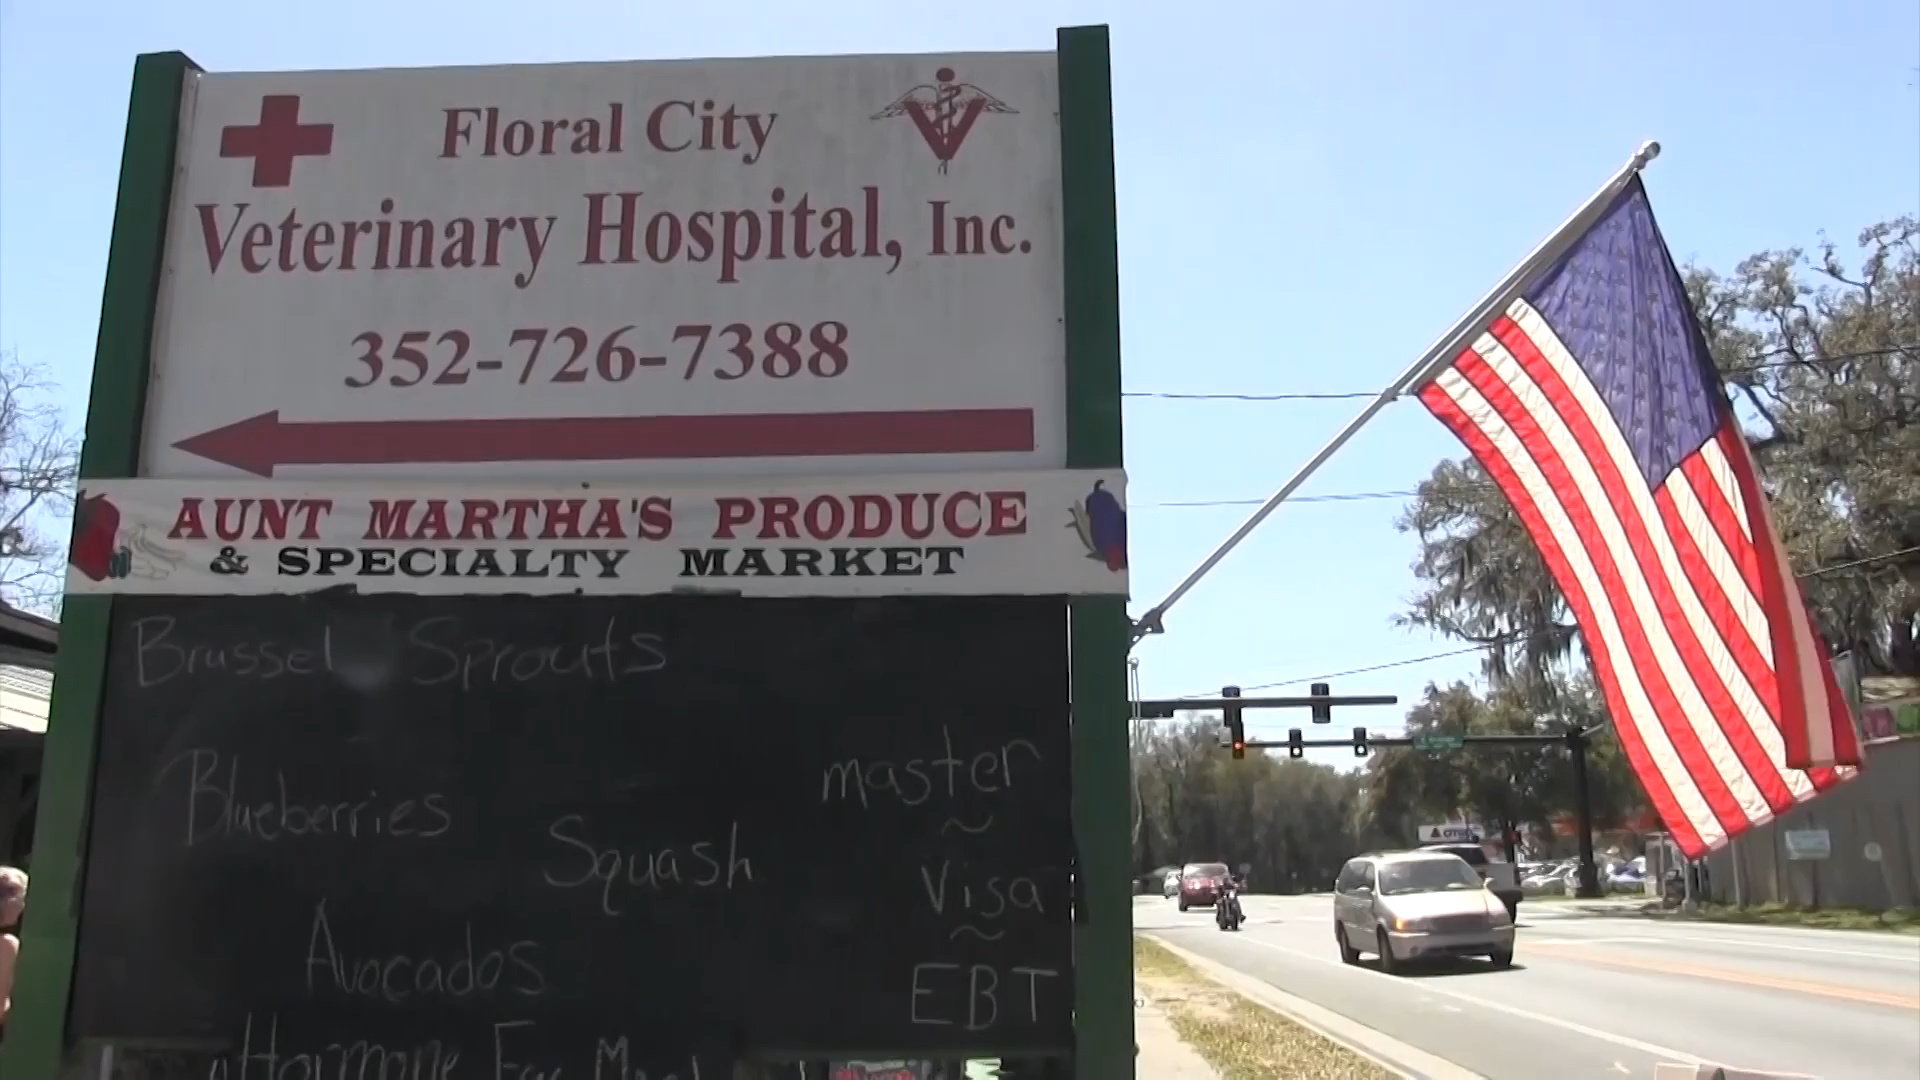 Floral City
Veterinary Hospital, Inc.
352-726-7388
AUNT MARTHA'S PRODUCE
& SPECIALTY MARKET
Brussel Sprouts
Blueberries
Squash
Avocados
Hormone
master
~
Visa
~
EBT